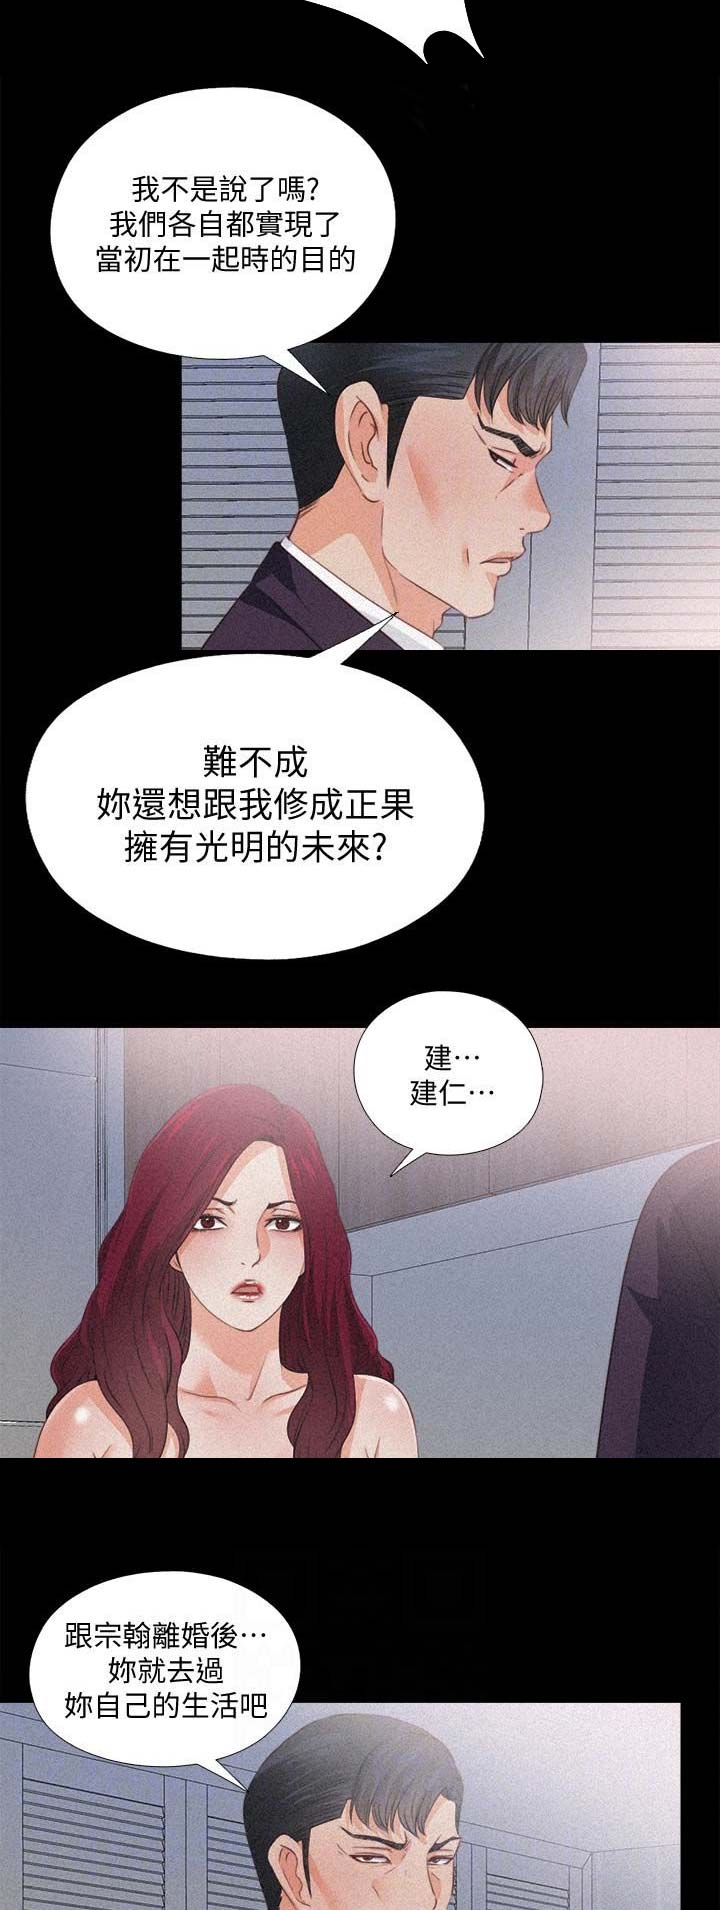 我不是說了嗎?
我們各自都實現了
當初在一起時的目的
難不成
妳還想跟我修成正果
擁有光明的未來?
建⋯
建仁⋯
跟宗翰離婚後⋯
妳就去過
妳自己的生活吧